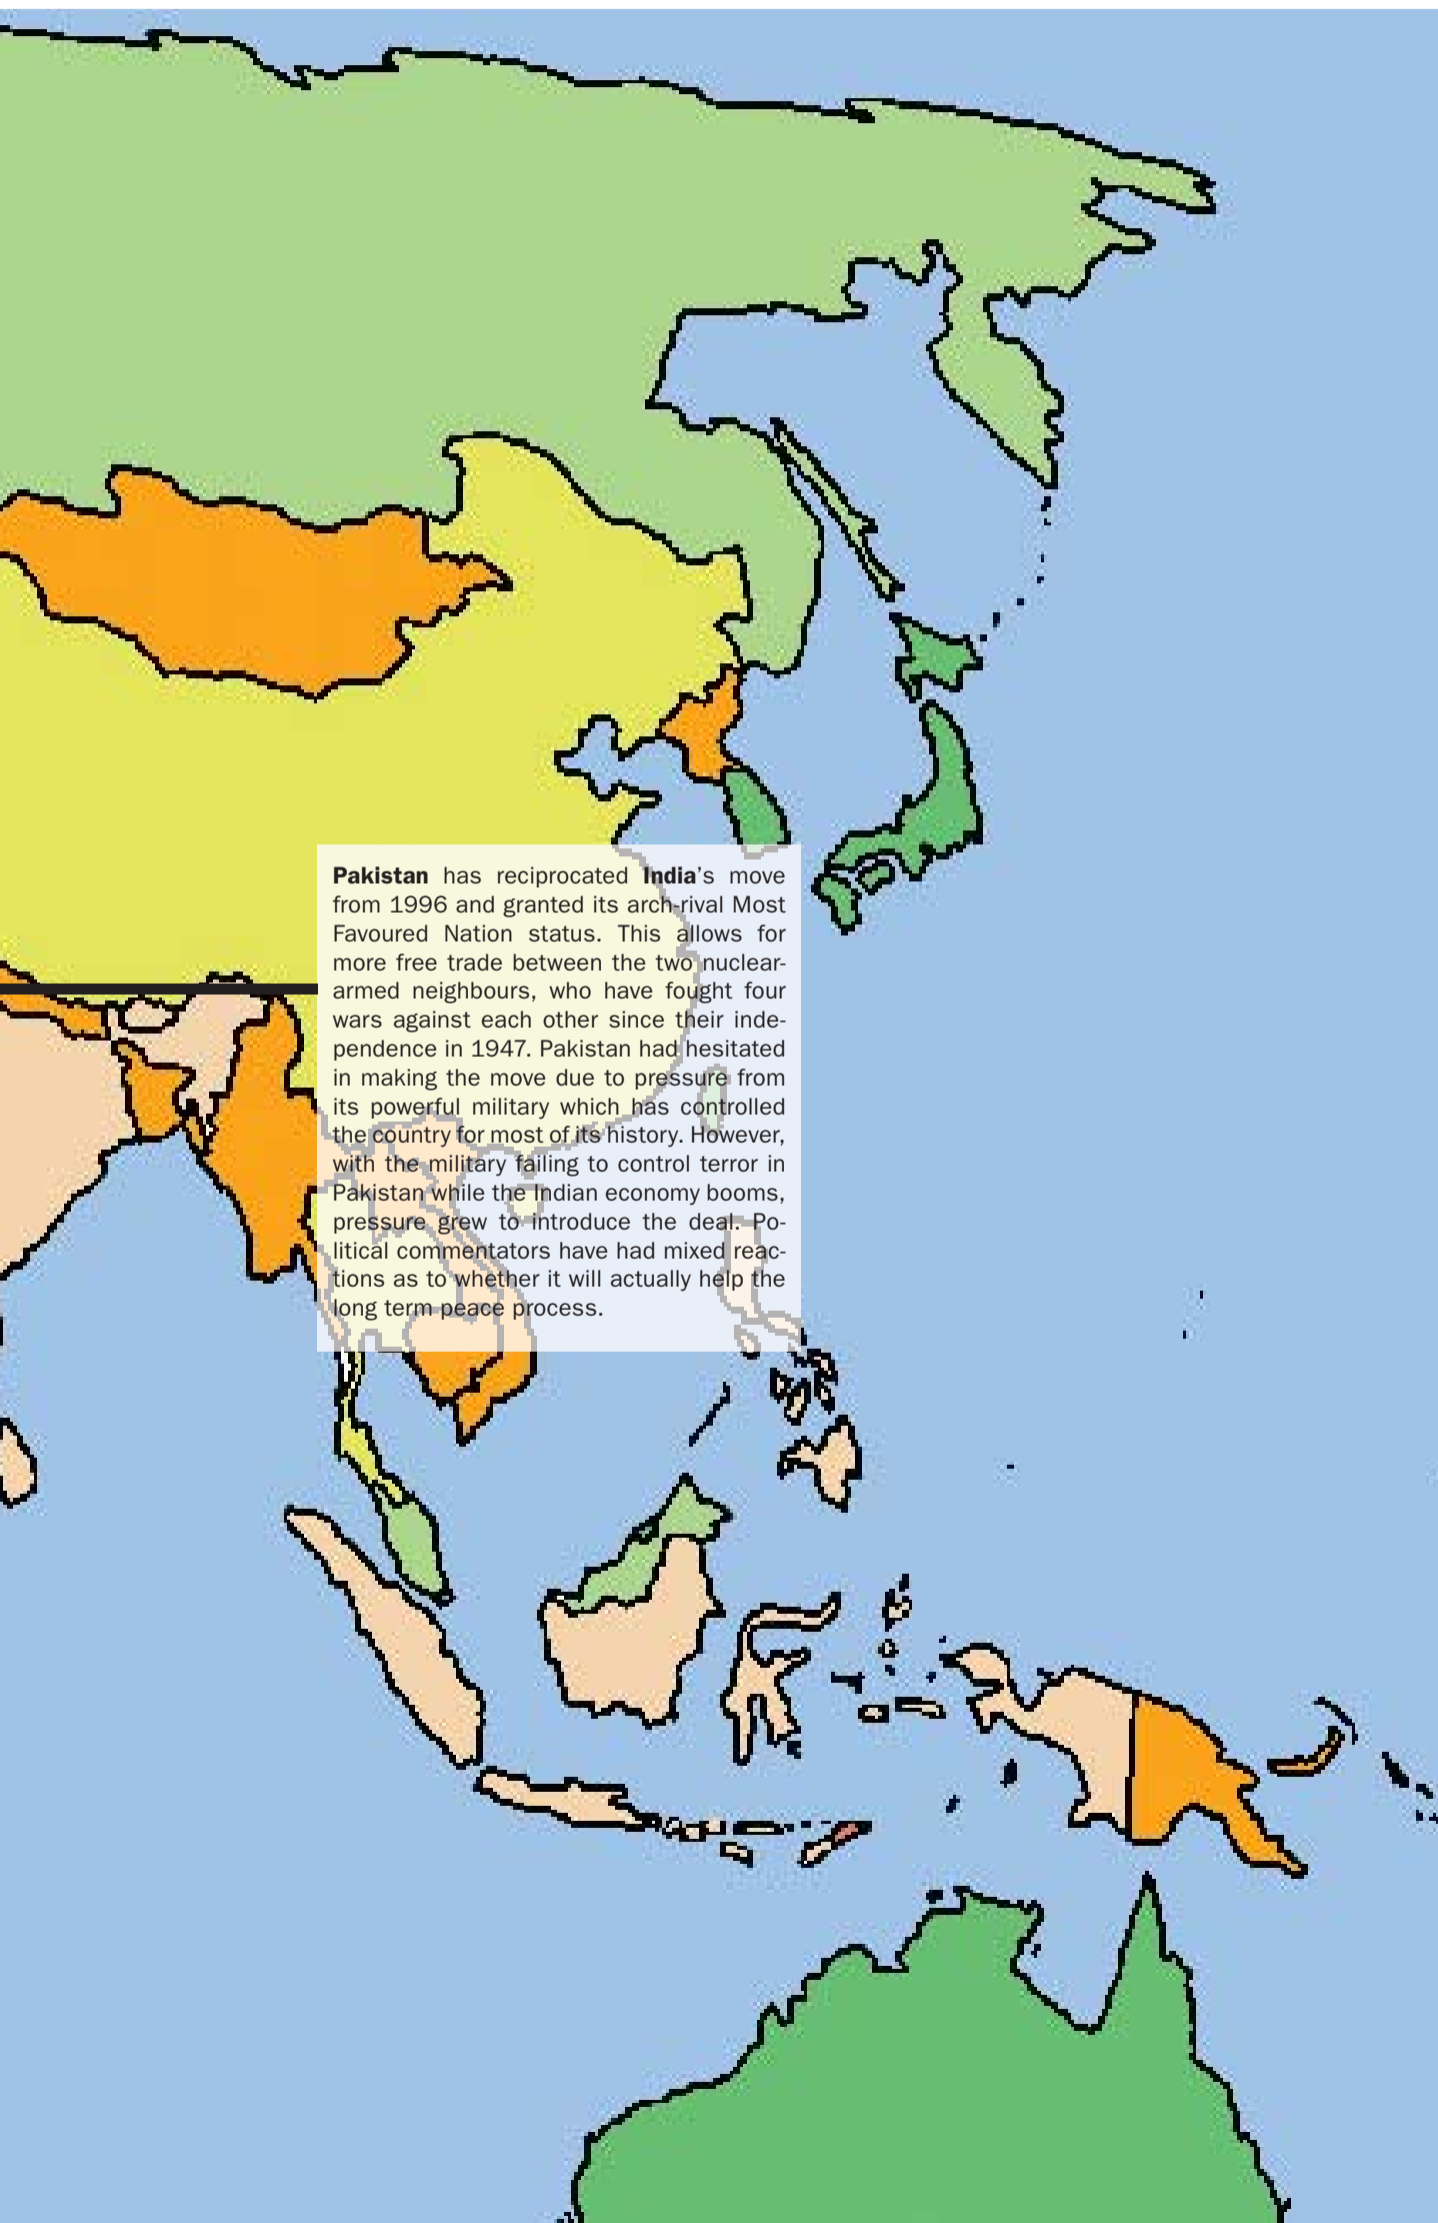 Pakistan has reciprocated India's move
from 1996 and granted its arch-rival Most
Favoured Nation status. This allows for
more free trade between the two nuclear-
armed neighbours, who have fought four
wars against each other since their inde-
pendence in 1947. Pakistan had hesitated
in making the move due to pressure from
its powerful military which has controlled
the country for most of its history. However,
with the military failing to control terror in
Pakistan while the Indian economy booms,
pressure grew to introduce the deal. Po-
litical commentators have had mixed reac-
tions as to whether it will actually help the
long term peace process.